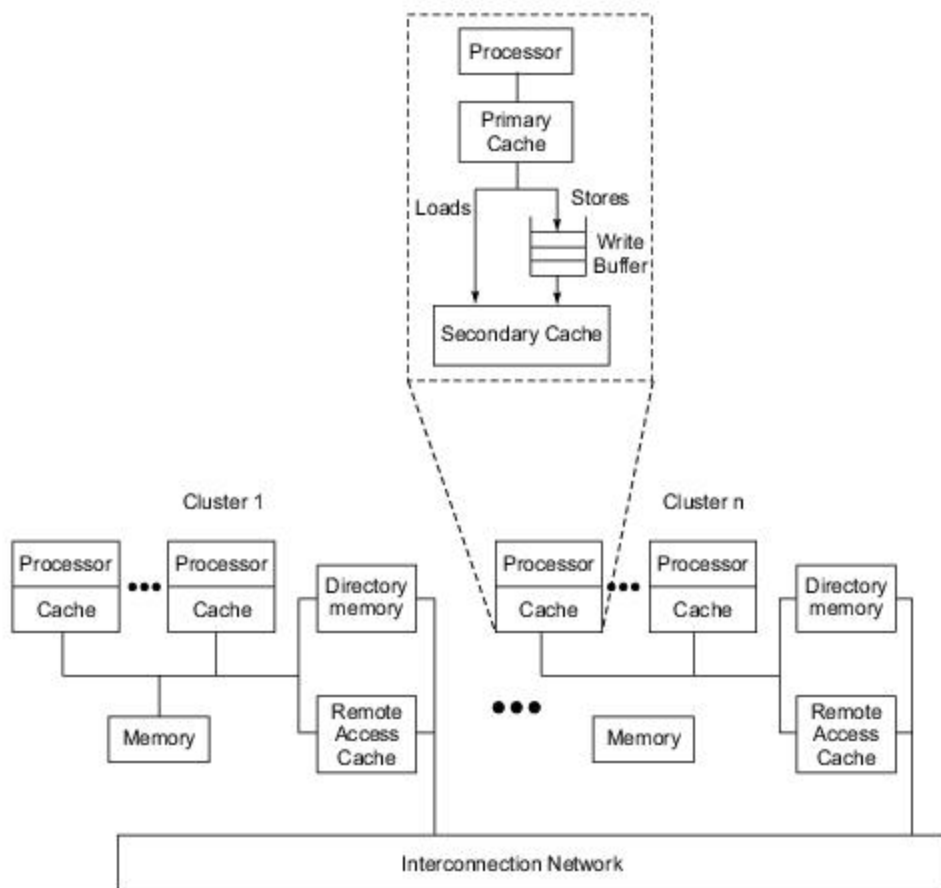 Processor
Primary
Cache
Loads
Stores
Write
Buffer
Secondary Cache
Cluster 1
Cluster n
Processor
Cache
Processor
Cache
Directory
memory
Processor
Cache
Processor
Cache
Directory
memory
Memory
Remote
Access
Cache
Memory
Remote
Access
Cache
Interconnection Network